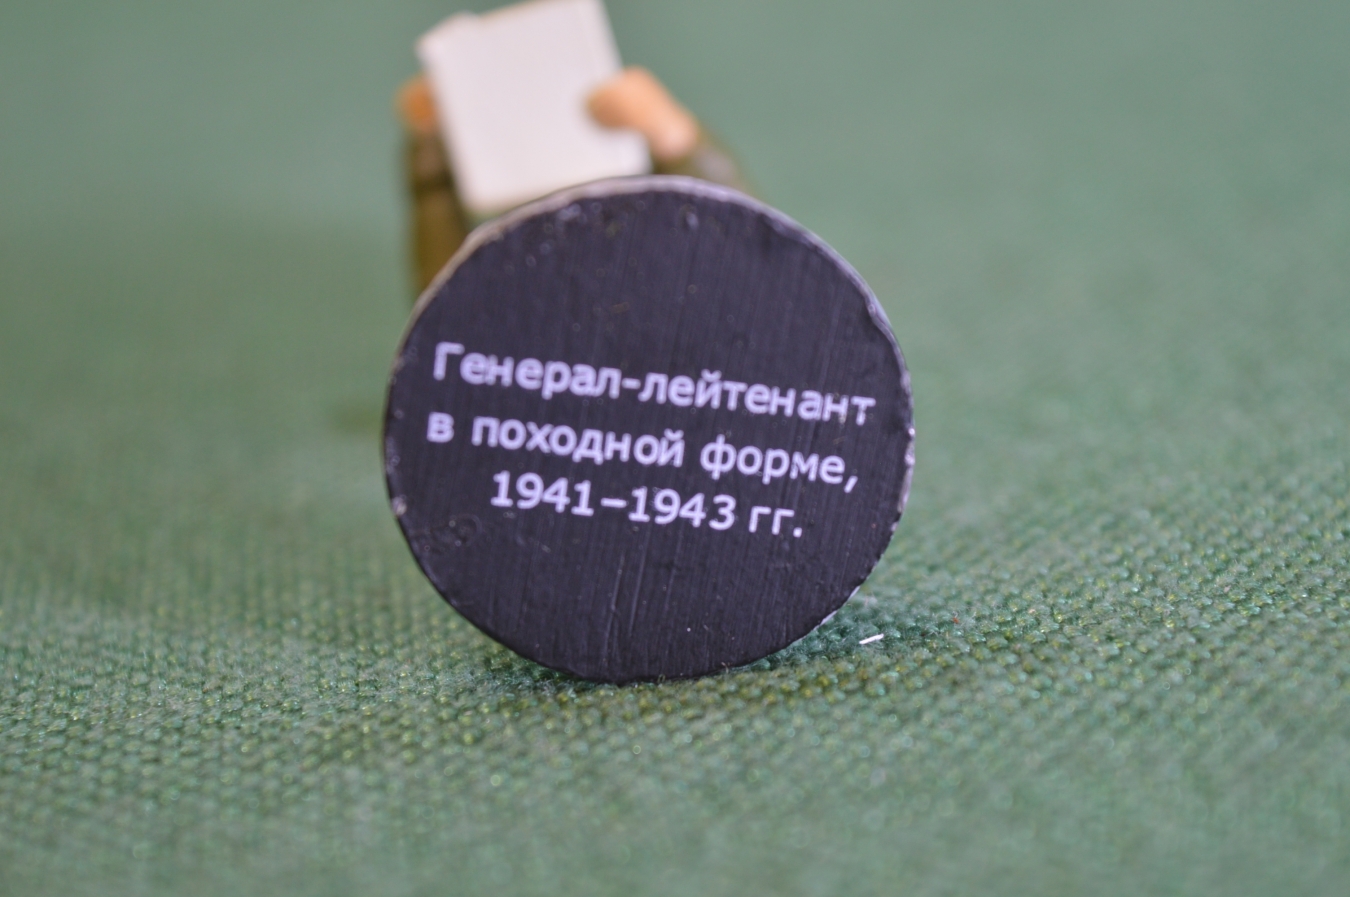 Генерал-лейтенант
в походной форме,
1941–1943 гг.